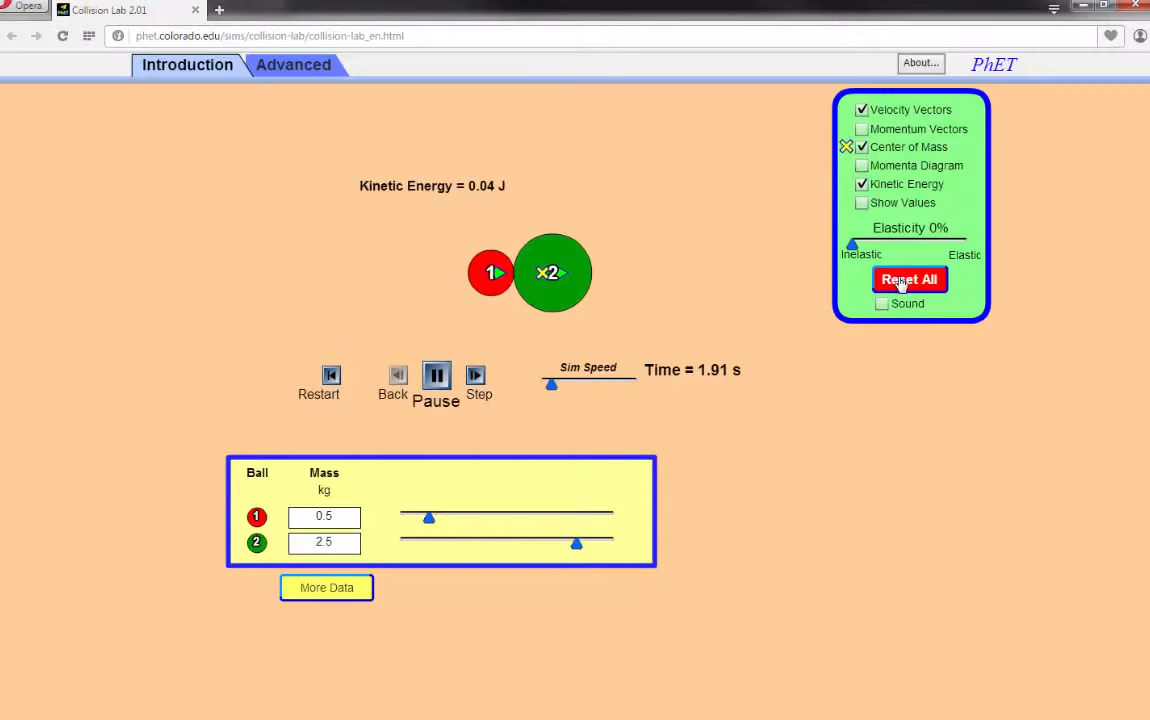 Opera
Collision Lab 2.01
phet.colorado.edu/sims/collision-lab/collision-lab_en.html
Introduction
Advanced
About...
PhET
Velocity Vectors
Momentum Vectors
Center of Mass
Momenta Diagram
Kinetic Energy
Show Values
Elasticity 0%
Inelastic
Elastic
Reset All
Sound
Kinetic Energy = 0.04 J
1
2
Restart
Back
Pause
Step
Sim Speed
Time = 1.91 s
Ball
Mass
kg
1
0.5
2
2.5
More Data